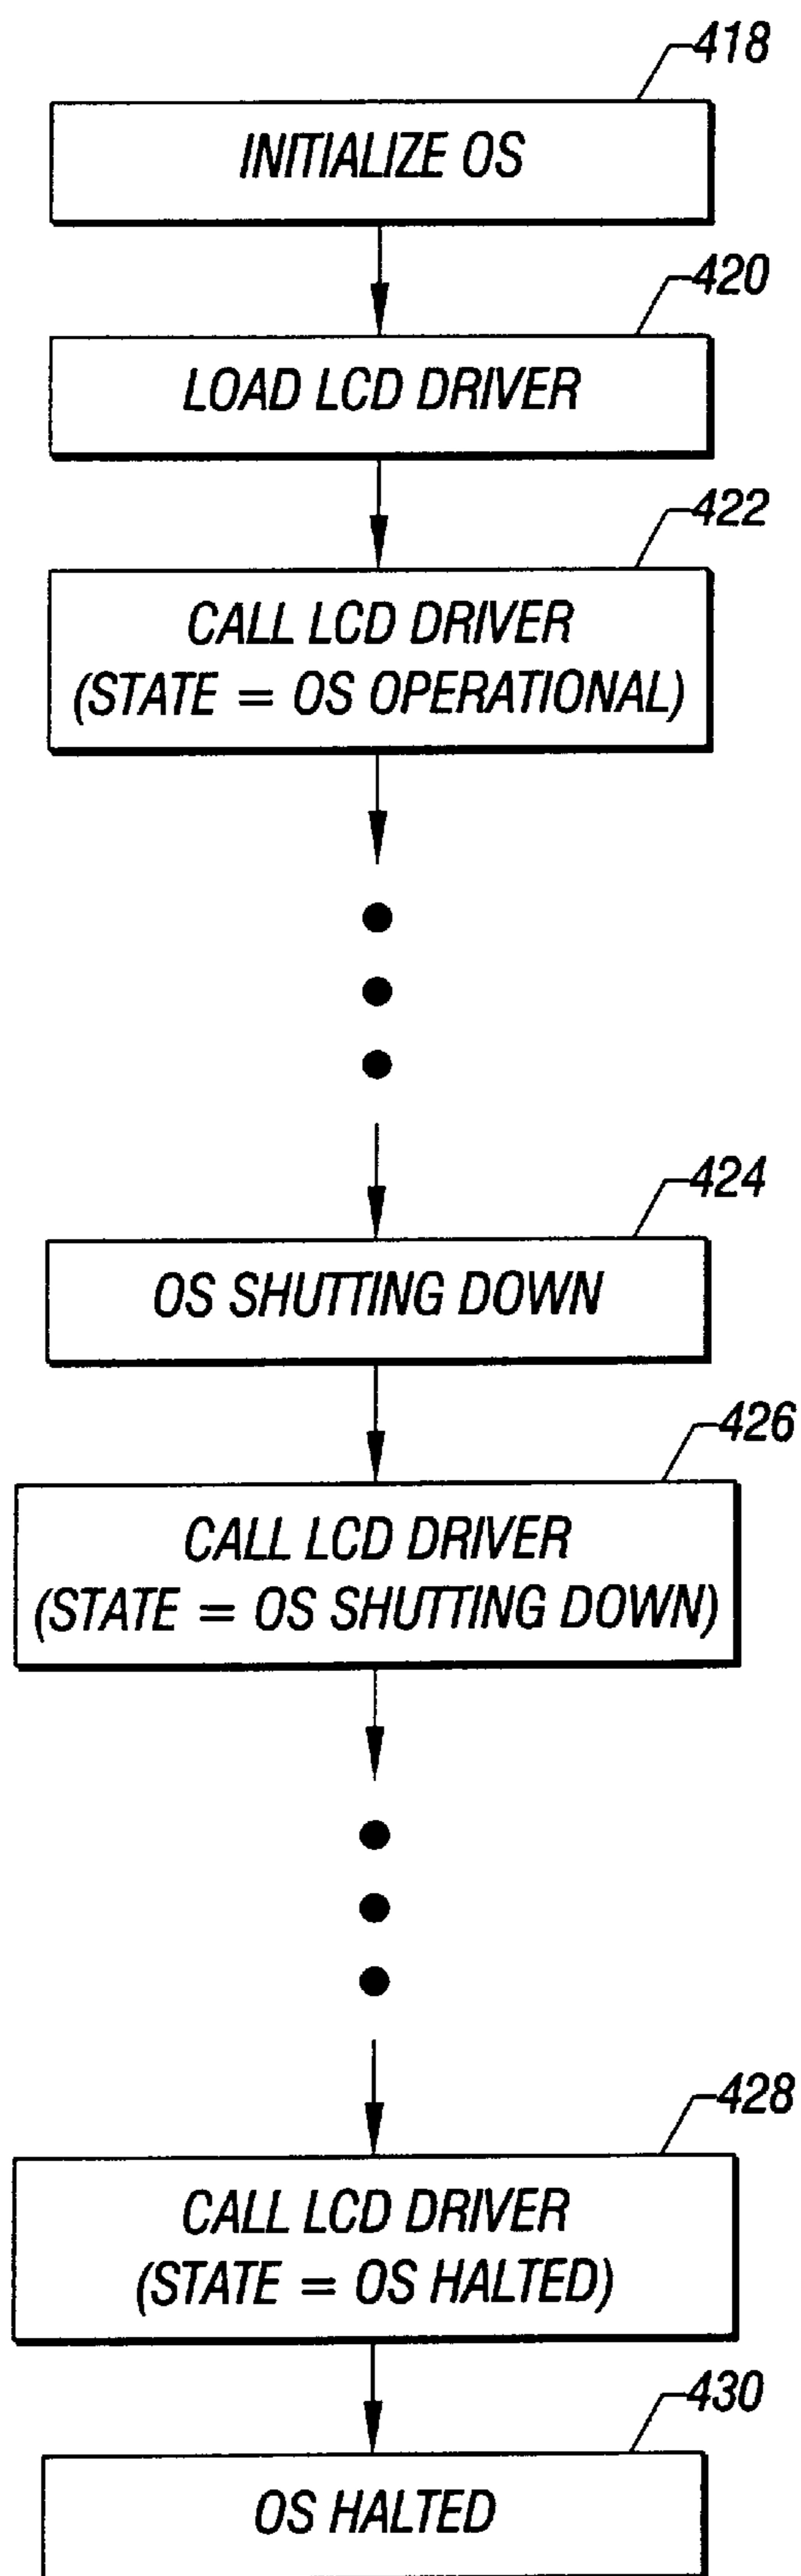 418
INITIALIZE OS
420
LOAD LCD DRIVER
422
CALL LCD DRIVER
(STATE = OS OPERATIONAL)
424
OS SHUTTING DOWN
426
CALL LCD DRIVER
(STATE = OS SHUTTING DOWN)
428
CALL LCD DRIVER
(STATE = OS HALTED)
430
OS HALTED